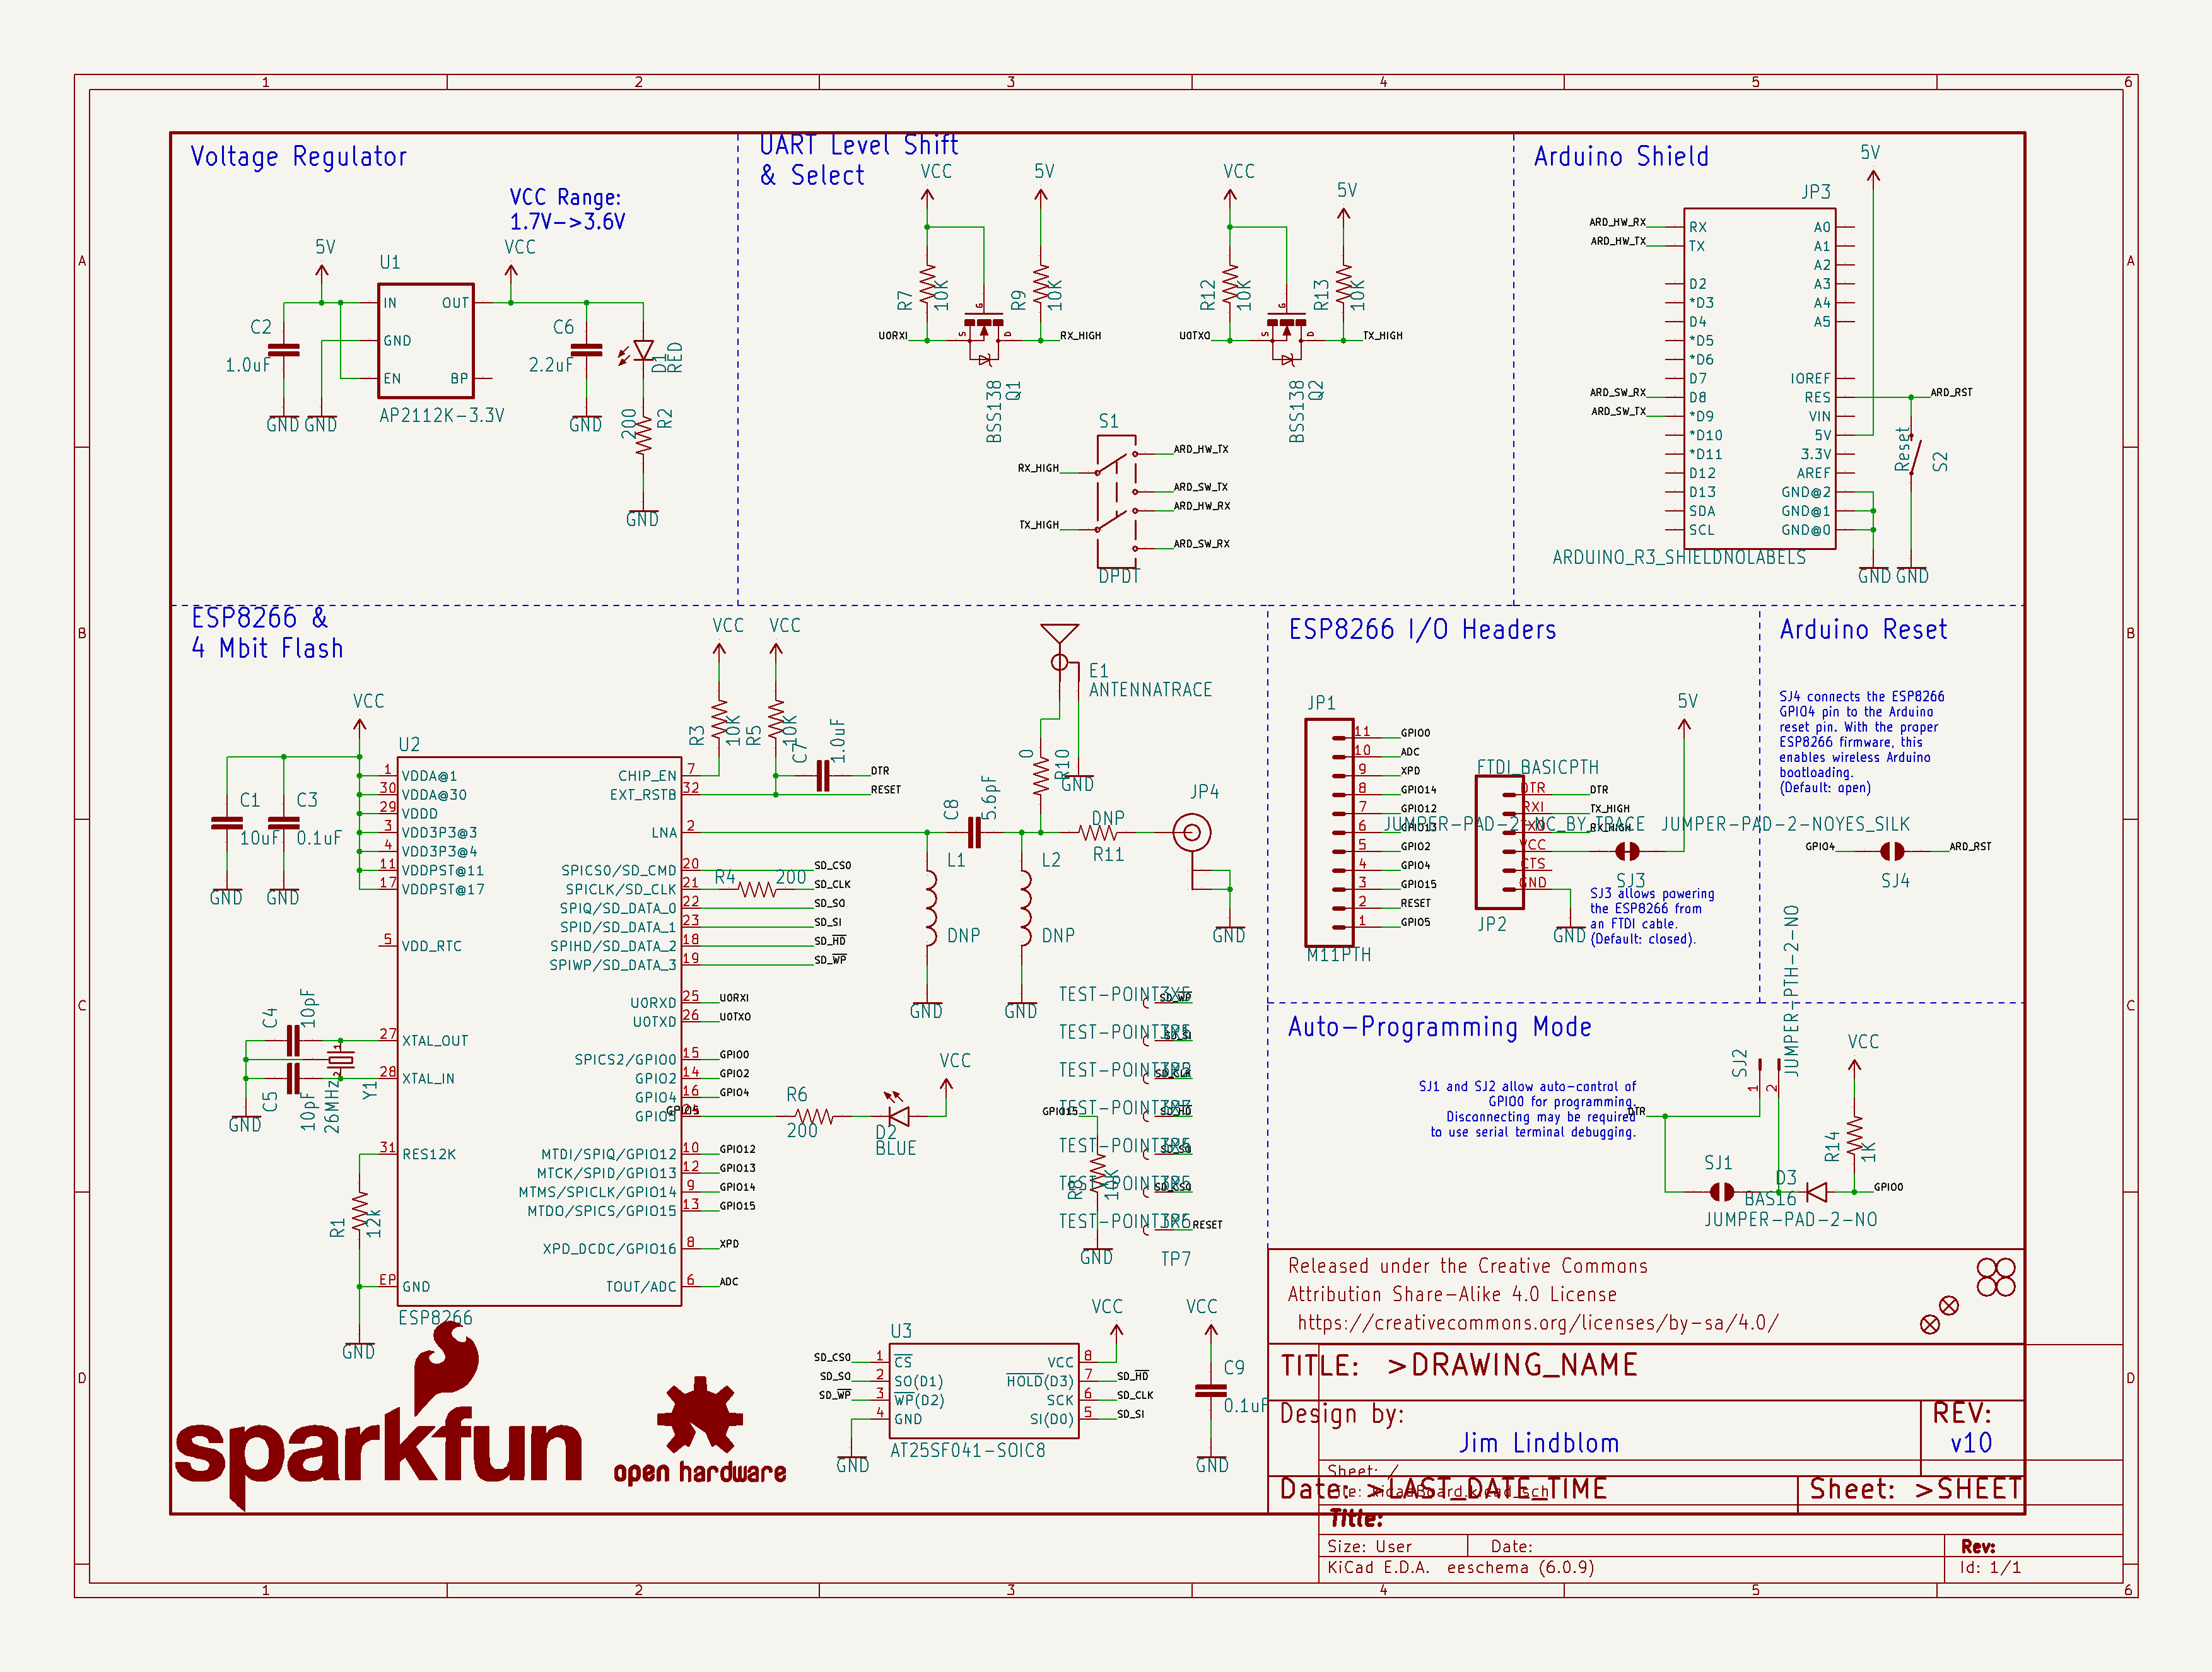 1 2 3 4 5 6
A
B
C
D
Voltage Regulator
VCC Range:
1.7V->3.6V
5V
VCC
U1
IN
OUT
GND
EN
BP
AP2112K-3.3V
C2
1.0uF
C6
2.2uF
D1
RED
200
R2
GND
GND
GND
GND
UART Level Shift
& Select
VCC
5V
R7
10K
R9
10K
U0RXI
RX_HIGH
G
S
D
BSS138
Q1
VCC
5V
R12
10K
R13
10K
U0TXO
TX_HIGH
G
S
D
BSS138
Q2
S1
RX_HIGH
TX_HIGH
ARD_HW_TX
ARD_SW_TX
ARD_HW_RX
ARD_SW_RX
DPDT
Arduino Shield
5V
JP3
ARD_HW_RX
ARD_HW_TX
ARD_SW_RX
ARD_SW_TX
RX
TX
D2
*D3
D4
*D5
*D6
D7
D8
*D9
*D10
*D11
D12
D13
SDA
SCL
A0
A1
A2
A3
A4
A5
IOREF
RES
VIN
5V
3.3V
AREF
GND@2
GND@1
GND@0
ARD_RST
Reset
S2
ARDUINO_R3_SHIELDNOLABELS
GND
GND
ESP8266 &
4 Mbit Flash
VCC
C1
10uF
C3
0.1uF
GND
GND
U2
1 VDDA@1
30 VDDA@30
29 VDDD
3 VDD3P3@3
4 VDD3P3@4
11 VDDPST@11
17 VDDPST@17
5 VDD_RTC
27 XTAL_OUT
28 XTAL_IN
31 RES12K
EP GND
C4
10pF
C5
10pF
1
2
26MHz
Y1
GND
R1
12k
GND
ESP8266
CHIP_EN 7
EXT_RSTB 32
LNA 2
SPICS0/SD_CMD 20 SD_CS0
SPICLK/SD_CLK 21 SD_CLK
SPIQ/SD_DATA_0 22 SD_SO
SPID/SD_DATA_1 23 SD_SI
SPIHD/SD_DATA_2 18 SD_HD
SPIWP/SD_DATA_3 19 SD_WP
U0RXD 25 U0RXI
U0TXD 26 U0TXO
SPICS2/GPIO0 15 GPIO0
GPIO2 14 GPIO2
GPIO4 16 GPIO4
GPIO5 GPIO5
MTDI/SPIQ/GPIO12 10 GPIO12
MTCK/SPID/GPIO13 12 GPIO13
MTMS/SPICLK/GPIO14 9 GPIO14
MTDO/SPICS/GPIO15 13 GPIO15
XPD_DCDC/GPIO16 8 XPD
TOUT/ADC 6 ADC
VCC
VCC
R3
10K
R5
10K
C7
1.0uF
DTR
RESET
R4
200
C8
5.6pF
L1
DNP
L2
DNP
GND
GND
E1
ANTENNATRACE
0
R10
GND
DNP
R11
JP4
GND
R6
200
D2
BLUE
VCC
GPIO15
10K
GND
TEST-POINT
SD_WP
TEST-POINT
SD_SI
TEST-POINT
SD_CLK
TEST-POINT
SD_HD
TEST-POINT
SD_SO
TEST-POINT
SD_CS0
TEST-POINT
RESET
TP7
U3
SD_CS0 1 CS
SD_SO 2 SO(D1)
SD_WP 3 WP(D2)
4 GND
VCC 8
HOLD(D3) 7 SD_HD
SCK 6 SD_CLK
SI(D0) 5 SD_SI
AT25SF041-SOIC8
GND
VCC
VCC
C9
0.1uF
GND
sparkfun
open hardware
ESP8266 I/O Headers
JP1
11 GPIO0
10 ADC
9 XPD
8 GPIO14
7 GPIO12
6 GPIO13
5 GPIO2
4 GPIO4
3 GPIO15
2 RESET
1 GPIO5
M11PTH
FTDI_BASICPTH
DTR DTR
RXI TX_HIGH
TXO RX_HIGH
VCC
CTS
GND
JP2
JUMPER-PAD-2-NC_BY_TRACE
5V
SJ3
GND
SJ3 allows powering
the ESP8266 from
an FTDI cable.
(Default: closed).
Arduino Reset
SJ4 connects the ESP8266
GPIO4 pin to the Arduino
reset pin. With the proper
ESP8266 firmware, this
enables wireless Arduino
bootloading.
(Default: open)
JUMPER-PAD-2-NOYES_SILK
GPIO4
ARD_RST
SJ4
Auto-Programming Mode
SJ1 and SJ2 allow auto-control of
GPIO0 for programming.
Disconnecting may be required
to use serial terminal debugging.
DTR
SJ2
1
2
JUMPER-PTH-2-NO
VCC
R14
1K
SJ1
D3
BAS16
GPIO0
JUMPER-PAD-2-NO
Released under the Creative Commons
Attribution Share-Alike 4.0 License
https://creativecommons.org/licenses/by-sa/4.0/
TITLE: >DRAWING_NAME
Design by:
Jim Lindblom
REV:
v10
Date: >LAST_DATE_TIME
Sheet: >SHEET
Sheet: /
Title:
Size: User
Date:
Rev:
KiCad E.D.A. eeschema (6.0.9)
Id: 1/1
1 2 3 4 5 6
A
B
C
D